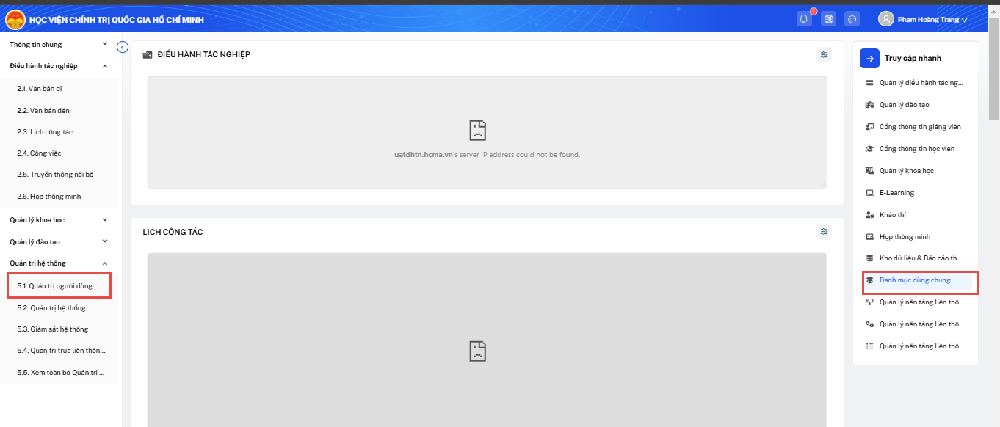 HỌC VIỆN CHÍNH TRỊ QUỐC GIA HỒ CHÍ MINH
1
Phạm Hoàng Trang
Thông tin chung
Điều hành tác nghiệp
2.1. Văn bản đi
2.2. Văn bản đến
2.3. Lịch công tác
2.4. Công việc
2.5. Truyền thông nội bộ
2.6. Họp thông minh
Quản lý khoa học
Quản lý đào tạo
Quản trị hệ thống
5.1. Quản trị người dùng
5.2. Quản trị hệ thống
5.3. Giám sát hệ thống
5.4. Quản trị trục liên thôn...
5.5. Xem toàn bộ Quản trị ...
ĐIỀU HÀNH TÁC NGHIỆP
uatdhtn.hcma.vn's server IP address could not be found.
LỊCH CÔNG TÁC
Truy cập nhanh
Quản lý điều hành tác ng...
Quản lý đào tạo
Cổng thông tin giảng viên
Cổng thông tin học viên
Quản lý khoa học
E-Learning
Khảo thí
Họp thông minh
Kho dữ liệu & Báo cáo th...
Danh mục dùng chung
Quản lý nền tảng liên thô...
Quản lý nền tảng liên thô...
Quản lý nền tảng liên thô...